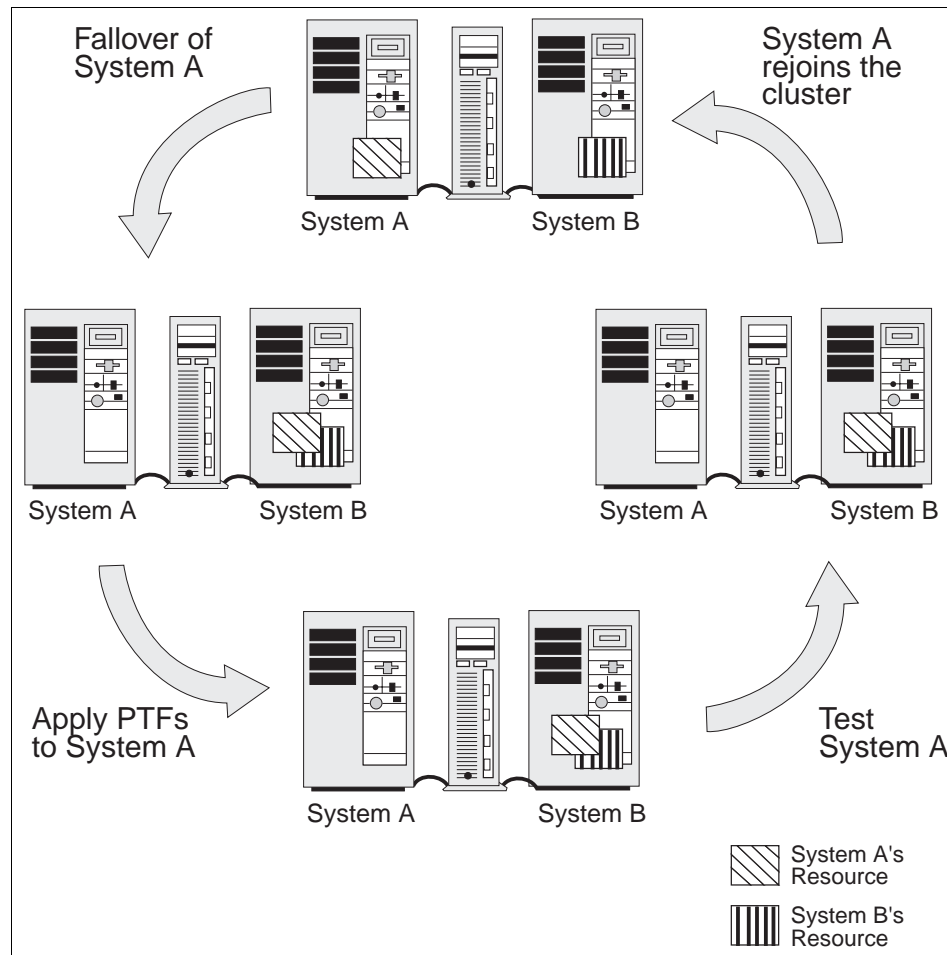 Fallover of
System A
System A
rejoins the
cluster
System A
System B
System A
System B
System A
System B
Apply PTFs
to System A
Test
System A
System A
System B
System A's
Resource
System B's
Resource